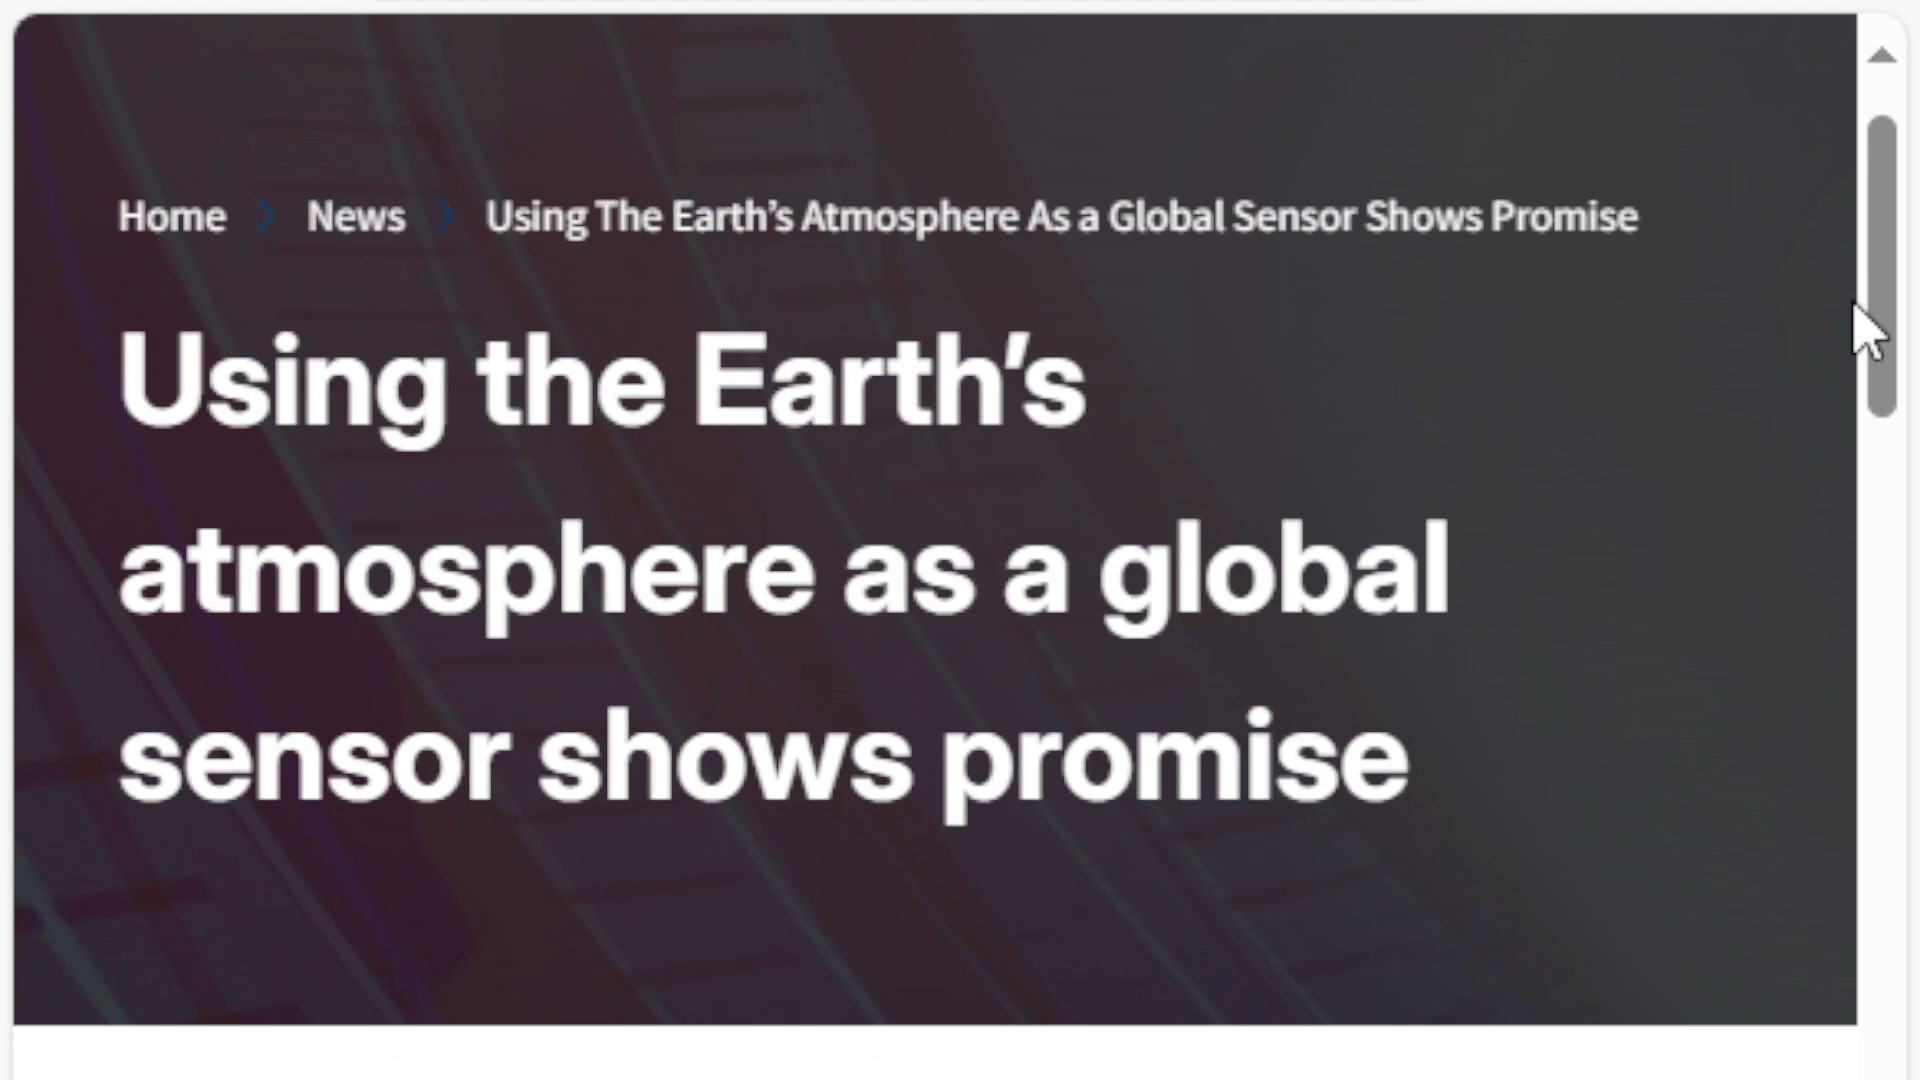 Home > News > Using The Earth’s Atmosphere As a Global Sensor Shows Promise
Using the Earth’s
atmosphere as a global
sensor shows promise